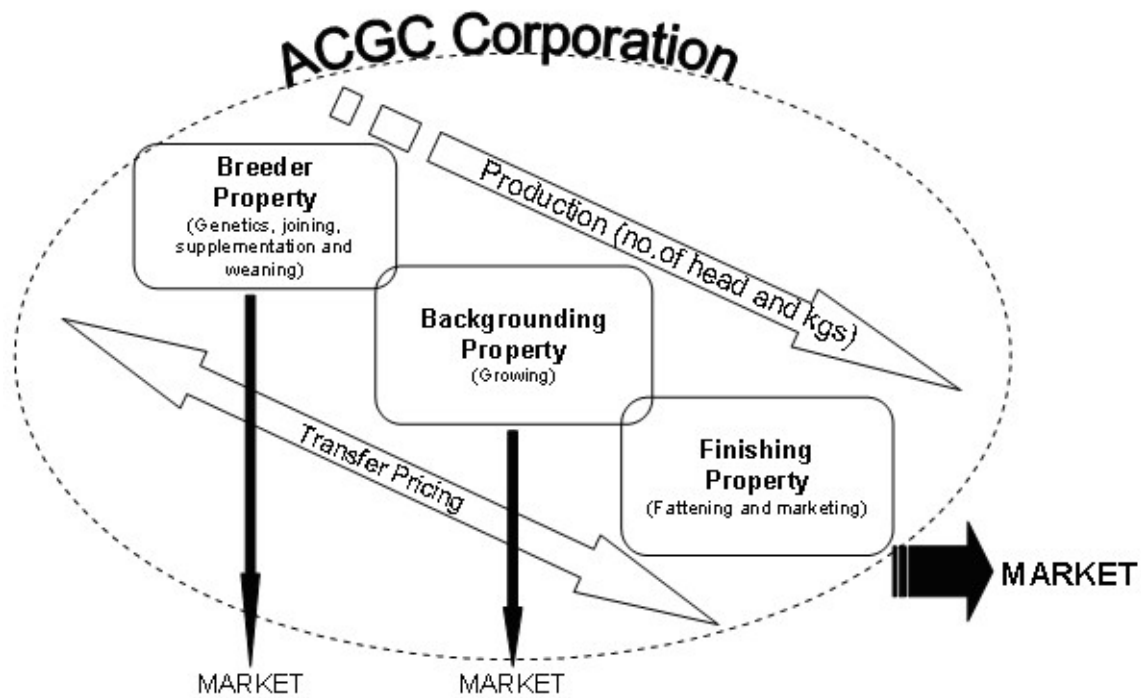 ACGC Corporation
Breeder
Property
(Genetics, joining,
supplementation and
weaning)
Production (no.of head and kgs)
Backgrounding
Property
(Growing)
Transfer Pricing
Finishing
Property
(Fattening and marketing)
MARKET
MARKET
MARKET